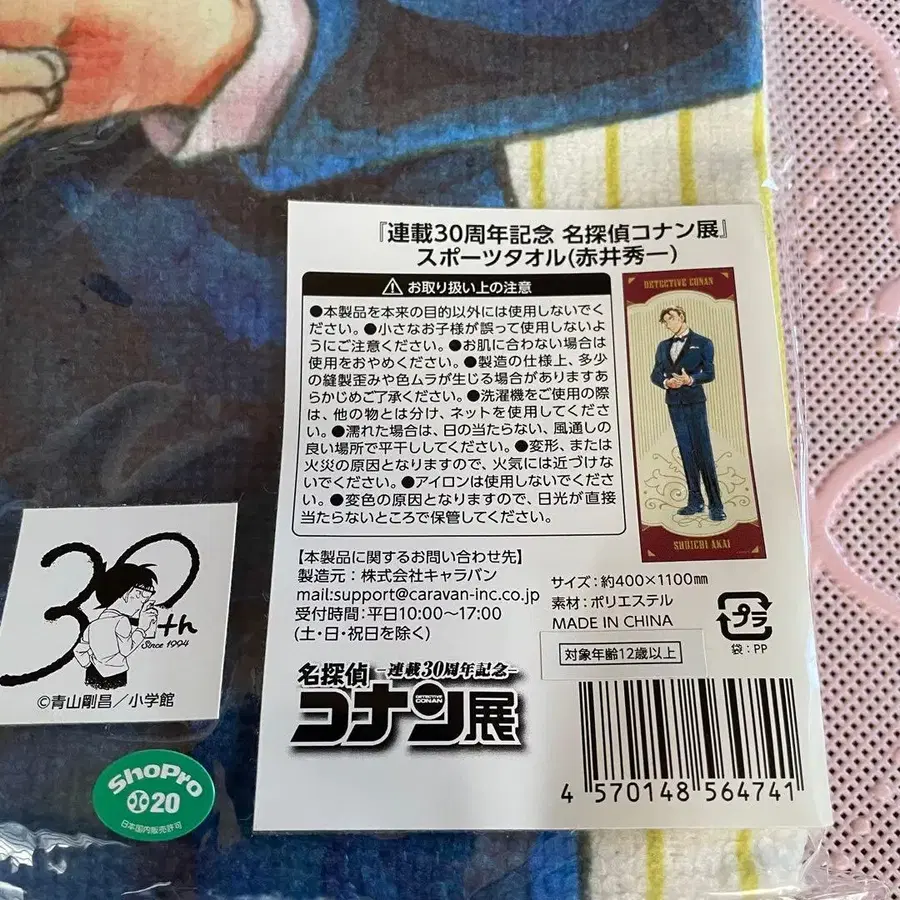 『連載30周年記念 名探偵コナン展』
スポーツタオル(赤井秀一)
お取り扱い上の注意
●本製品を本来の目的以外には使用しないでく
ださい。●小さなお子様が誤って使用しないよ
うにご注意ください。●お肌に合わない場合は
使用をおやめください。●製造の仕様上、多少
の縫製歪みや色ムラが生じる場合がありますあ
らかじめご了承ください。●洗濯機をご使用の際
は、他の物とは分け、ネットを使用してくださ
い。●濡れた場合は、日の当たらない、風通しの
良い場所で平干ししてください。●変形、または
火災の原因となりますので、火気には近づけな
いでください。●アイロンは使用しないでくださ
い。●変色の原因となりますので、日光が直接
当たらないところで保管してください。
【本製品に関するお問い合わせ先】
製造元：株式会社キャラバン
mail:support@caravan-inc.co.jp
受付時間：平日10:00〜17:00
(土・日・祝日を除く)
DETECTIVE CONAN
SHUICHI AKAI
サイズ：約400×1100㎜
素材：ポリエステル
MADE IN CHINA
プラ
袋：PP
対象年齢12歳以上
名探偵 -連載30周年記念-
DETECTIVE CONAN
コナン展
4 570148 564741
30th
Since 1994
©青山剛昌／小学館
ShoPro
20
日本国内販売許可